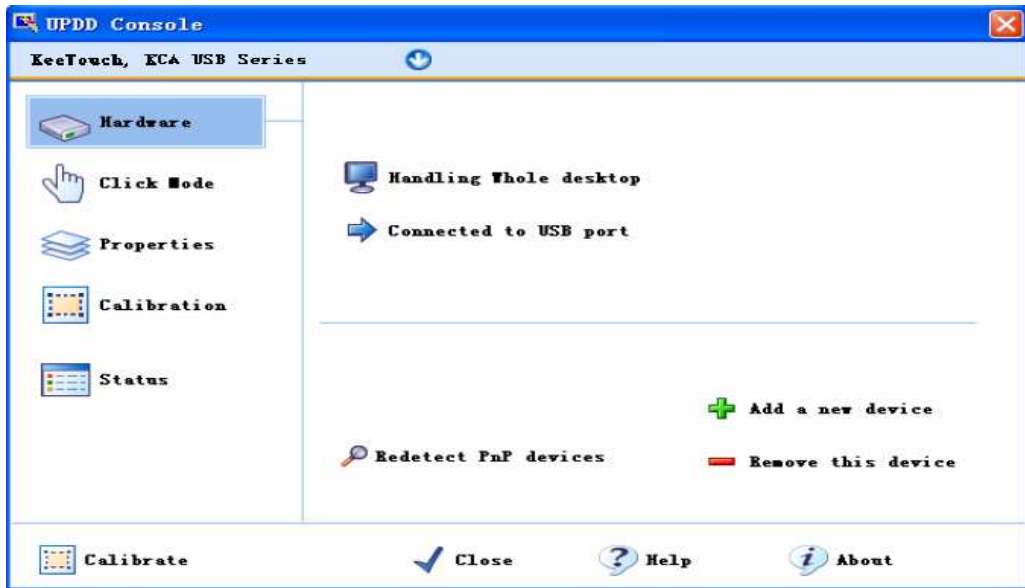 UPDD Console
KeeTouch, KCA USB Series
Hardware
Click Mode
Properties
Calibration
Status
Handling Whole desktop
Connected to USB port
Add a new device
Redetect PnP devices
Remove this device
Calibrate
Close
Help
About